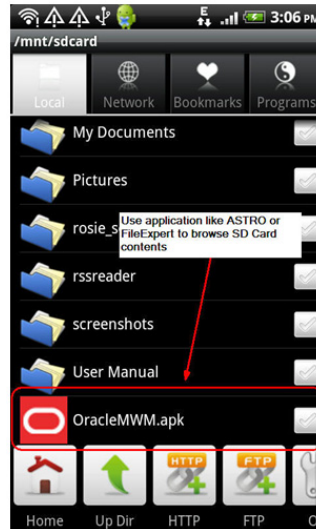 E
3:06 PM
/mnt/sdcard
Local Network Bookmarks Programs
My Documents
Pictures
Use application like ASTRO or
FileExpert to browse SD Card
contents
rssreader
screenshots
User Manual
OracleMWM.apk
HTTP FTP
Home Up Dir HTTP FTP